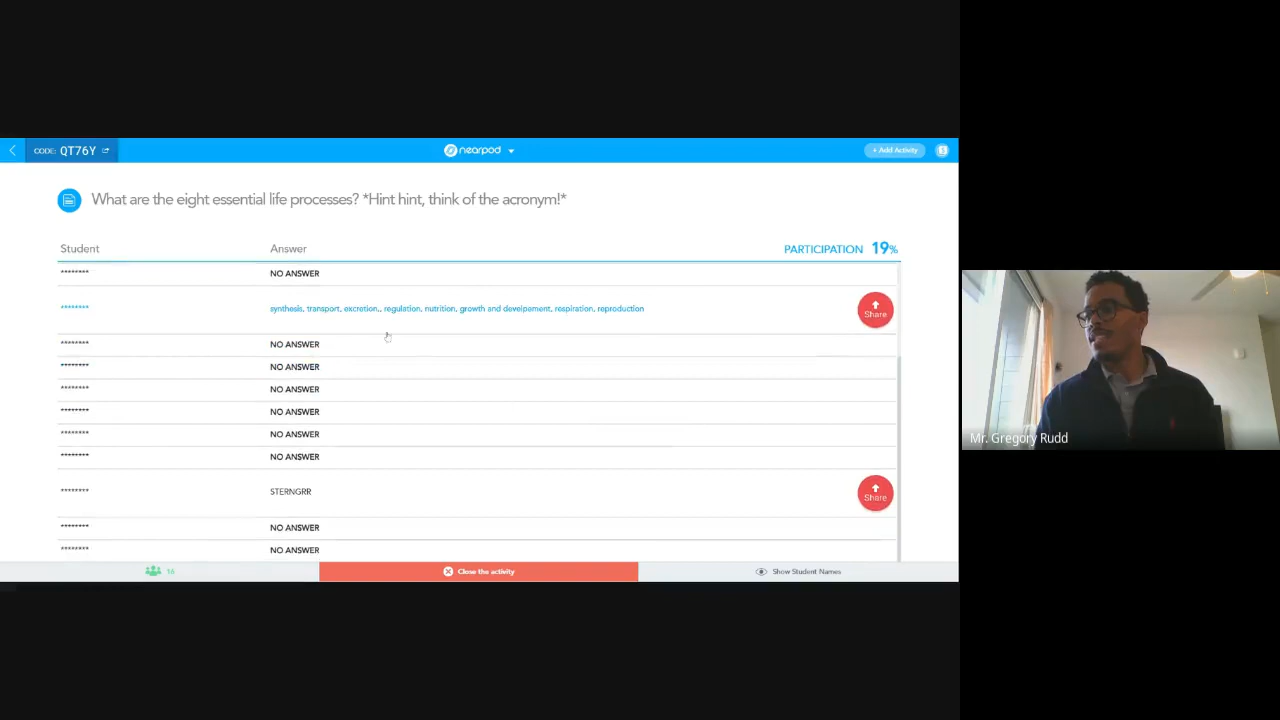 CODE: QT76Y
nearpod
+ Add Activity
What are the eight essential life processes? *Hint hint, think of the acronym!*
Student Answer PARTICIPATION 19%
******** NO ANSWER
******** synthesis, transport, excretion,, regulation, nutrition, growth and develpement, respiration, reproduction Share
******** NO ANSWER
******** NO ANSWER
******** NO ANSWER
******** NO ANSWER
******** NO ANSWER
******** NO ANSWER
******** STERNGRR Share
******** NO ANSWER
******** NO ANSWER
16 Close the activity Show Student Names
Mr. Gregory Rudd